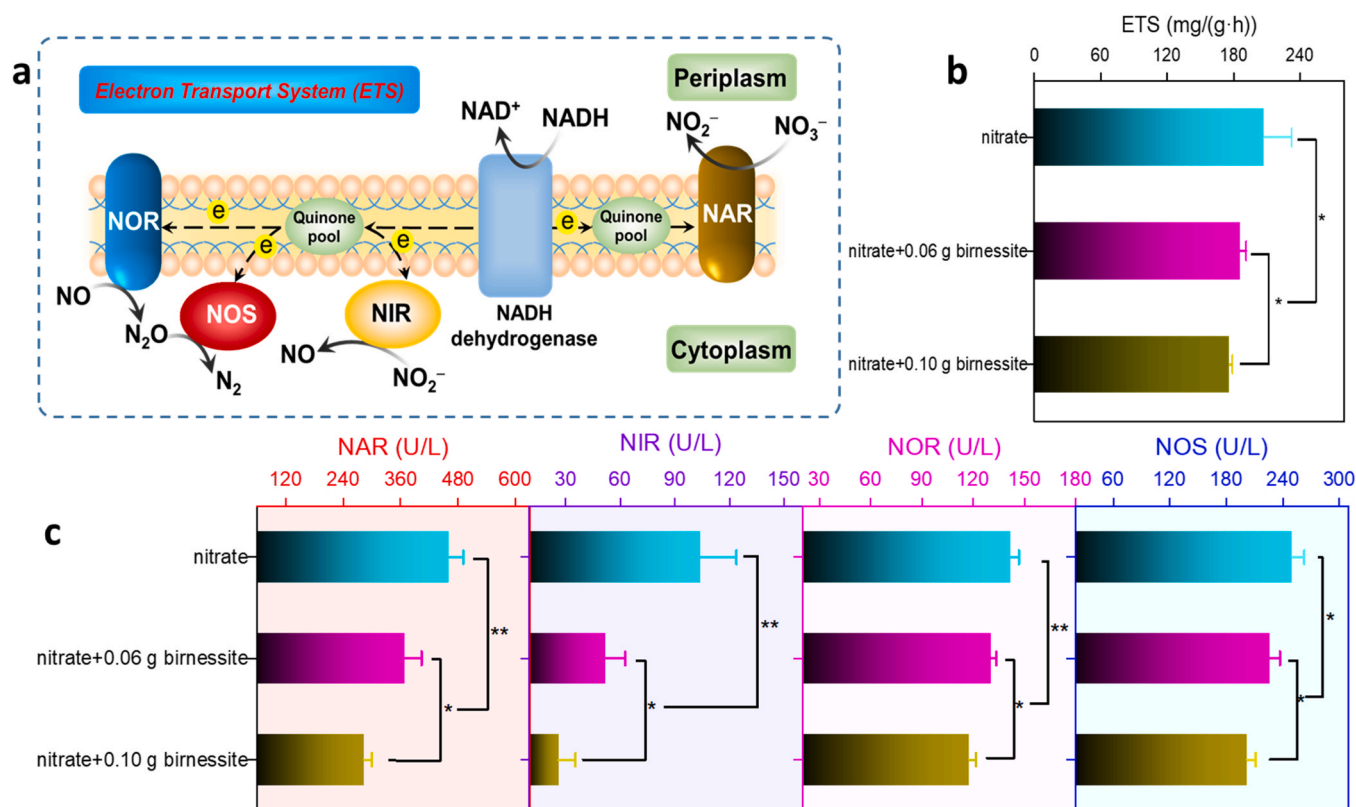 a
Electron Transport System (ETS)
Periplasm
NAD⁺
NADH
NO₂⁻
NO₃⁻
NOR
e
Quinone
pool
e
e
e
Quinone
pool
NAR
NO
N₂O
N₂
NOS
NO
NIR
NO₂⁻
NADH
dehydrogenase
Cytoplasm
b
ETS (mg/(g·h))
0 60 120 180 240
nitrate
nitrate+0.06 g birnessite
nitrate+0.10 g birnessite
*
*
c
NAR (U/L)
120 240 360 480 600
NIR (U/L)
30 60 90 120 150
NOR (U/L)
30 60 90 120 150 180
NOS (U/L)
60 120 180 240 300
nitrate
nitrate+0.06 g birnessite
nitrate+0.10 g birnessite
**
*
**
*
**
*
*
*